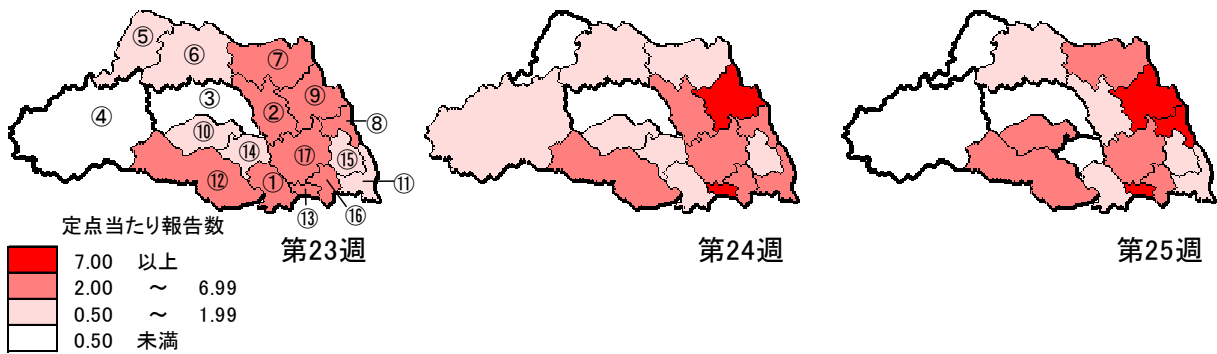 ⑤
⑥
⑦
③
④
②
⑨
⑧
⑩
⑭
⑰
⑮
⑫
①
⑪
⑬
⑯
定点当たり報告数
7.00 以上
2.00 ～ 6.99
0.50 ～ 1.99
0.50 未満
第23週
第24週
第25週